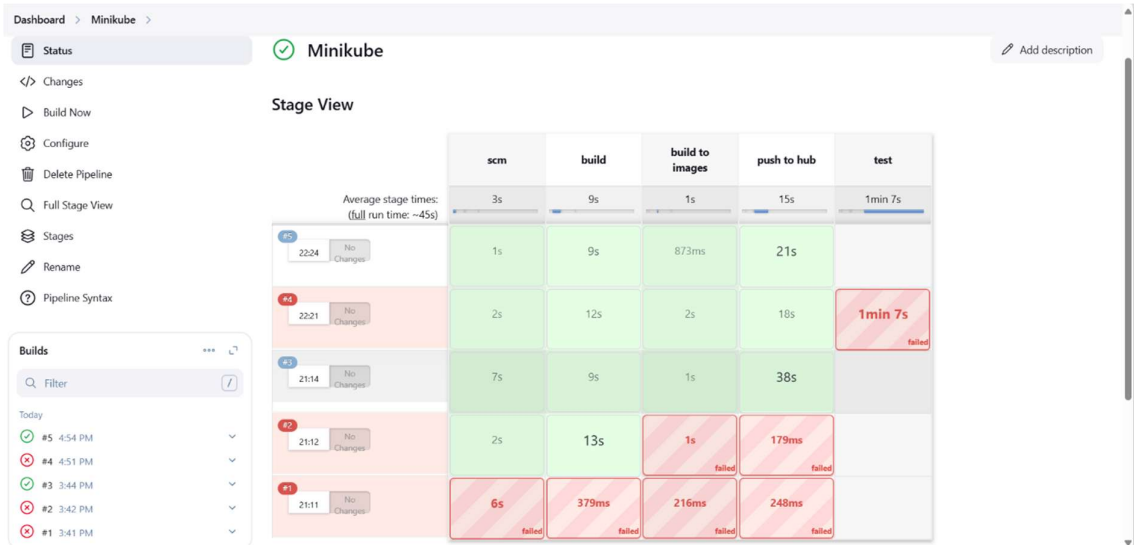 Dashboard > Minikube >
Status
Changes
Build Now
Configure
Delete Pipeline
Full Stage View
Stages
Rename
Pipeline Syntax
Builds
Filter /
Today
#5 4:54 PM
#4 4:51 PM
#3 3:44 PM
#2 3:42 PM
#1 3:41 PM
Minikube
Add description
Stage View
scm build build to images push to hub test
Average stage times: 3s 9s 1s 15s 1min 7s
(full run time: ~45s)
#5
22:24 No Changes 1s 9s 873ms 21s
#4
22:21 No Changes 2s 12s 2s 18s 1min 7s failed
#3
21:14 No Changes 7s 9s 1s 38s
#2
21:12 No Changes 2s 13s 1s failed 179ms failed
#1
21:11 No Changes 6s failed 379ms failed 216ms failed 248ms failed